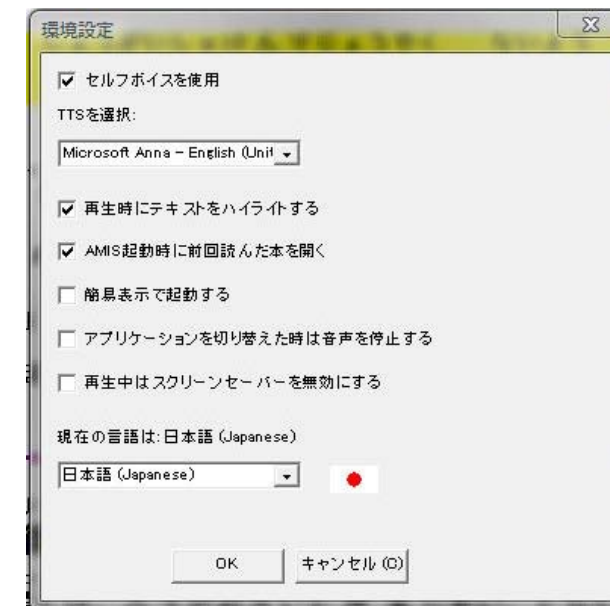 環境設定
セルフボイスを使用
TTSを選択:
Microsoft Anna - English (Unit
再生時にテキストをハイライトする
AMIS起動時に前回読んだ本を開く
簡易表示で起動する
アプリケーションを切り替えた時は音声を停止する
再生中はスクリーンセーバーを無効にする
現在の言語は: 日本語 (Japanese)
日本語 (Japanese)
OK
キャンセル (C)